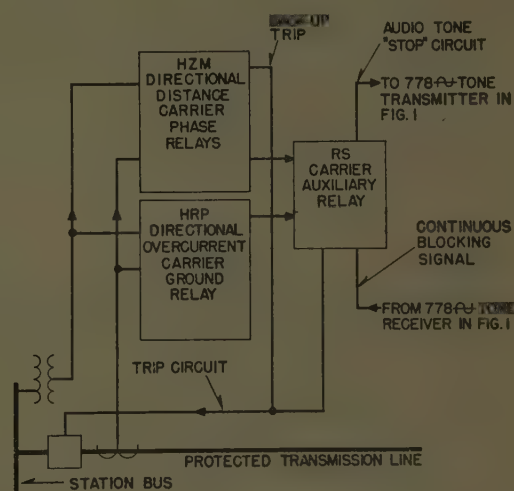 TRIP
AUDIO TONE
"STOP" CIRCUIT
HZM
DIRECTIONAL
DISTANCE
CARRIER
PHASE
RELAYS
TO 778∿TONE
TRANSMITTER IN
FIG. 1
RS
CARRIER
AUXILIARY
RELAY
HRP
DIRECTIONAL
OVERCURRENT
CARRIER
GROUND
RELAY
CONTINUOUS
BLOCKING
SIGNAL
FROM 778∿TONE
RECEIVER IN FIG. 1
TRIP CIRCUIT
PROTECTED TRANSMISSION LINE
STATION BUS